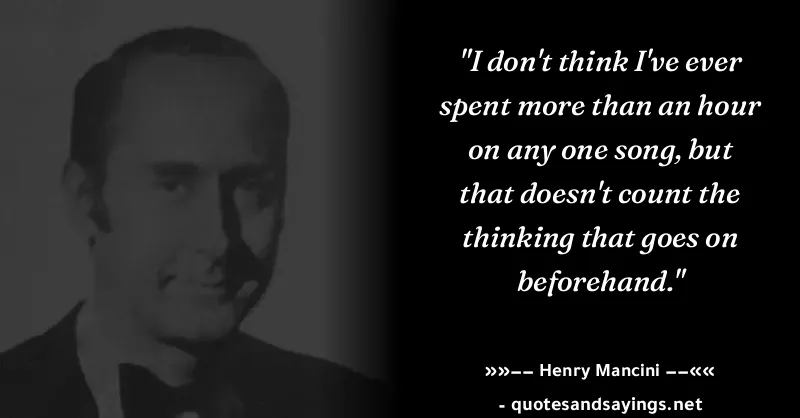 "I don't think I've ever
spent more than an hour
on any one song, but
that doesn't count the
thinking that goes on
beforehand."
»»−− Henry Mancini −−««
- quotesandsayings.net